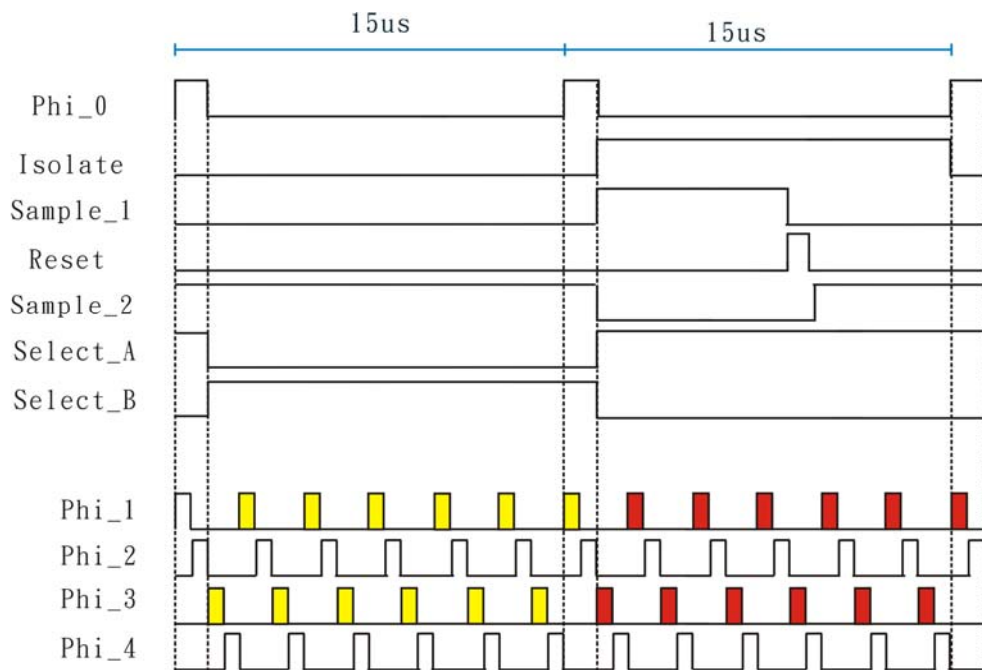 15us
15us
Phi_0
Isolate
Sample_1
Reset
Sample_2
Select_A
Select_B
Phi_1
Phi_2
Phi_3
Phi_4